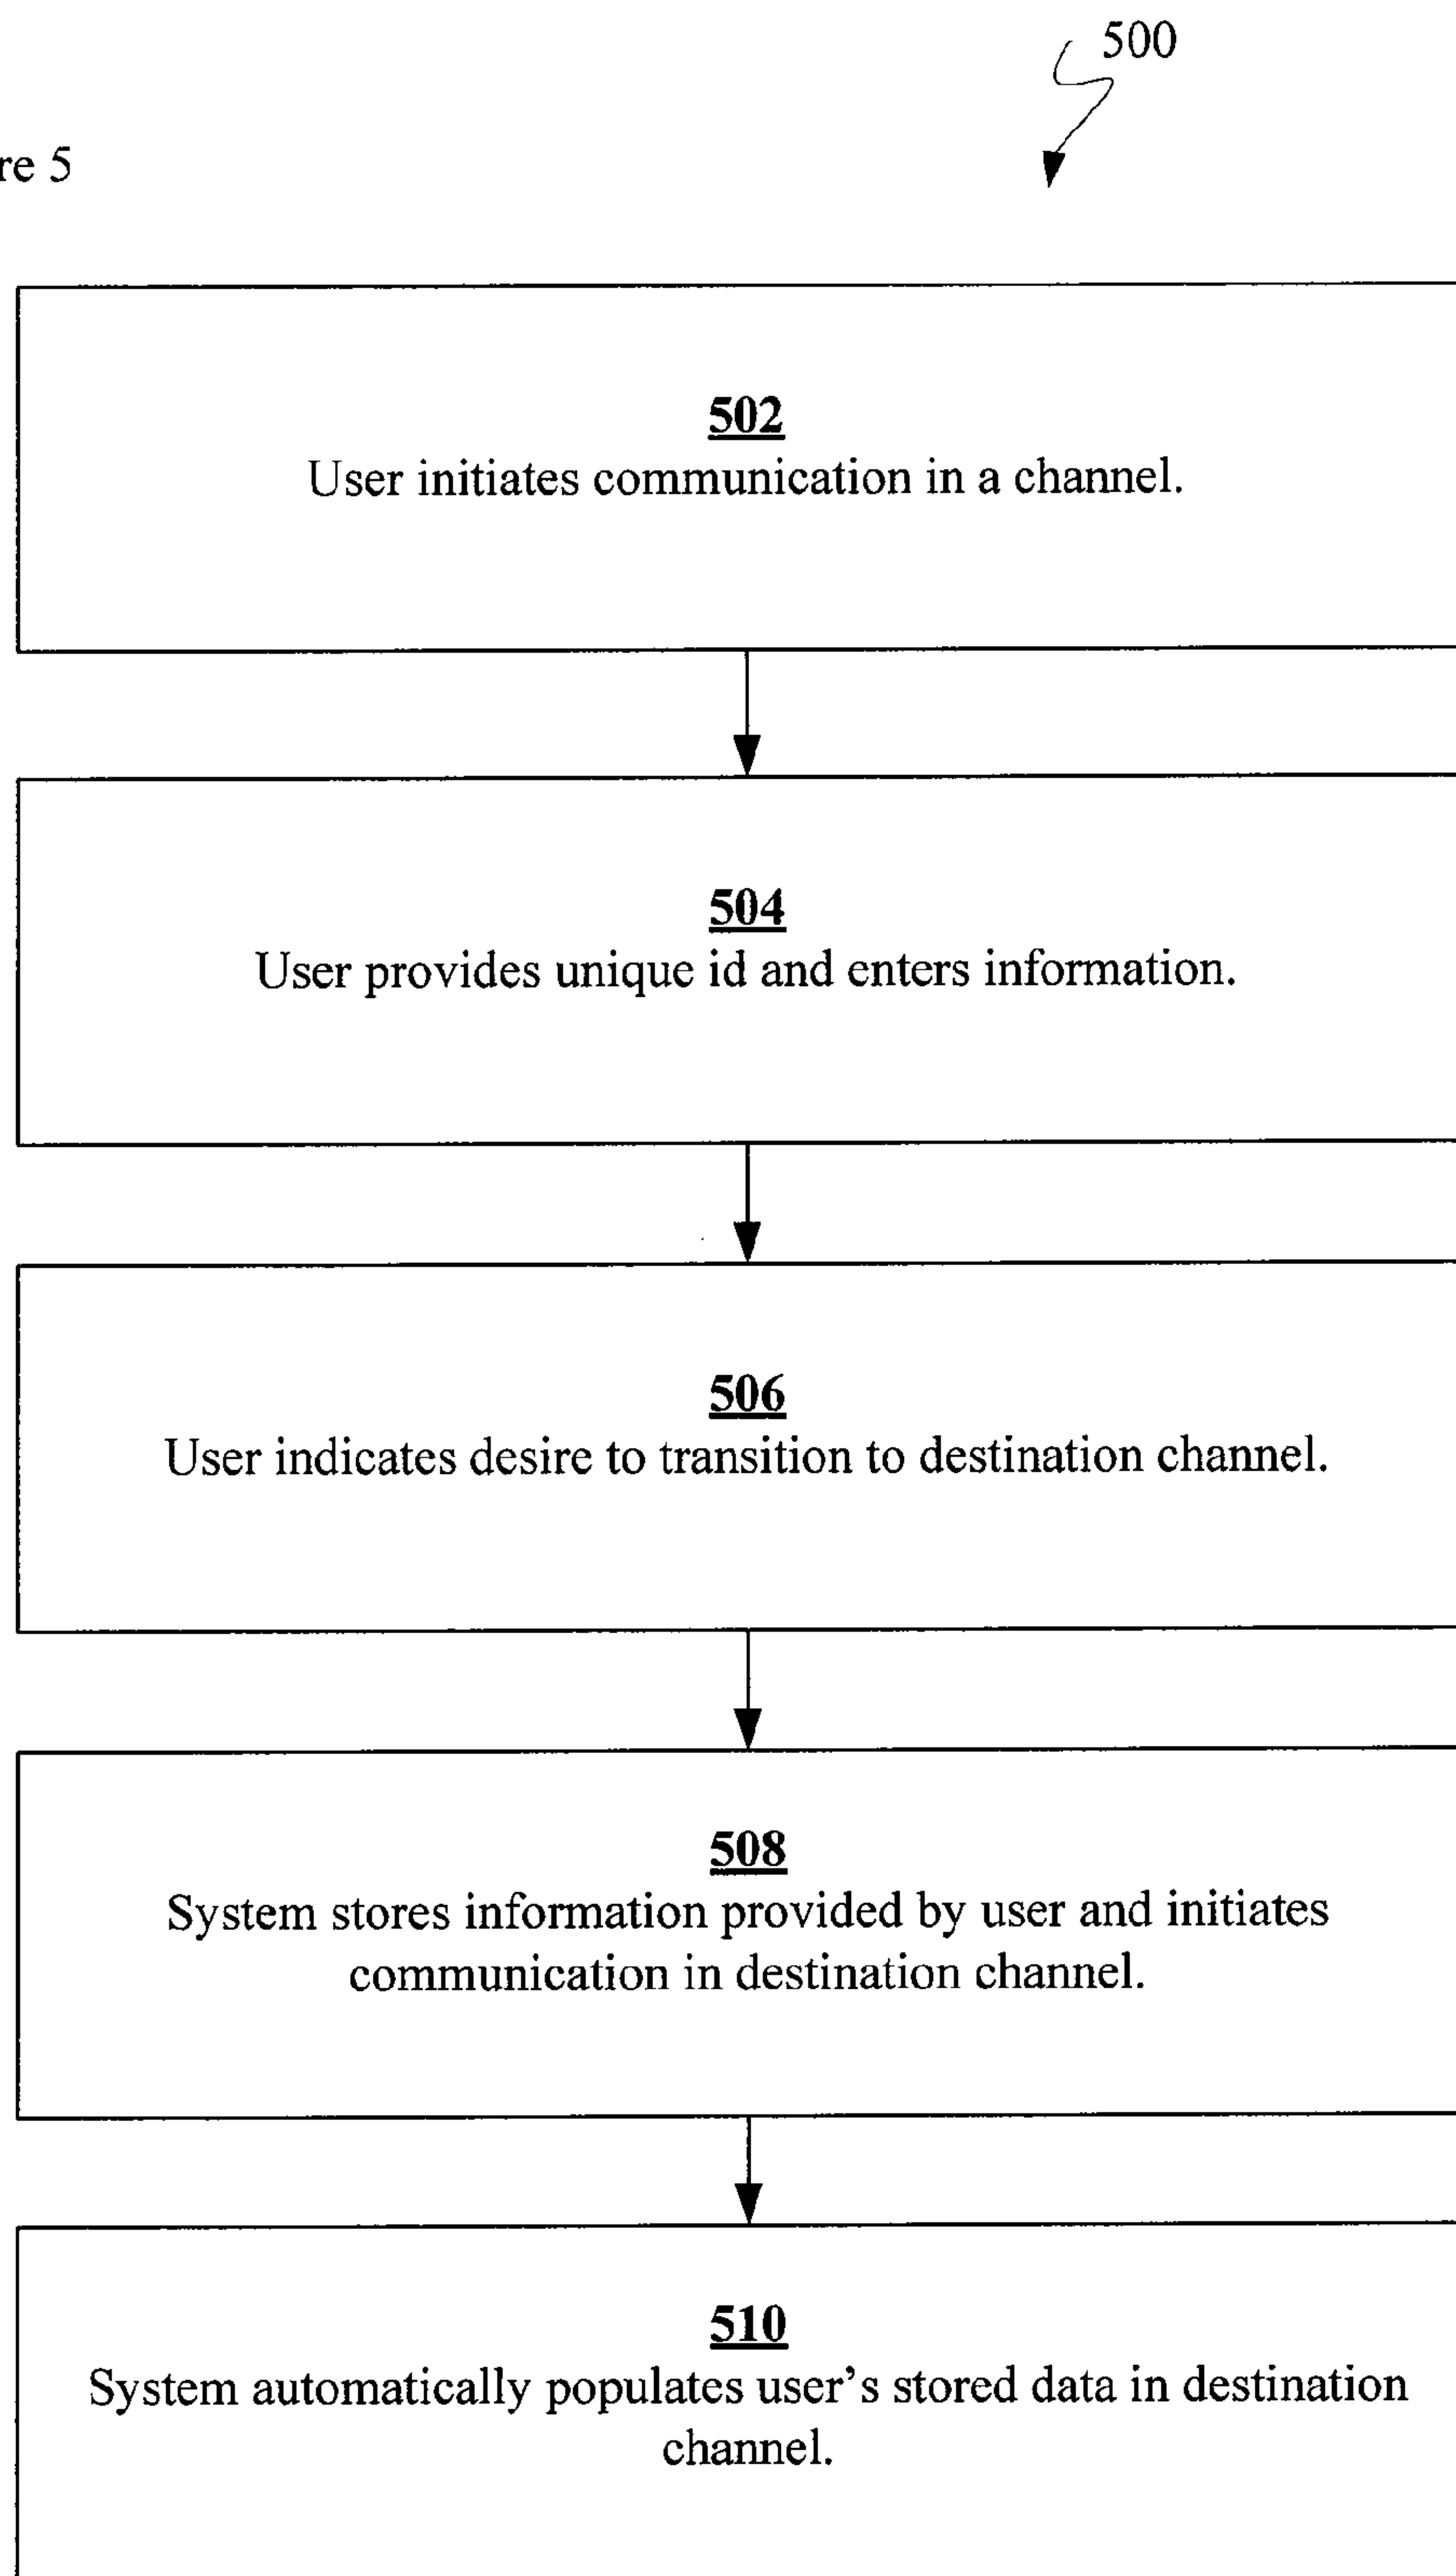 500
re 5
502
User initiates communication in a channel.
504
User provides unique id and enters information.
506
User indicates desire to transition to destination channel.
508
System stores information provided by user and initiates
communication in destination channel.
510
System automatically populates user’s stored data in destination
channel.